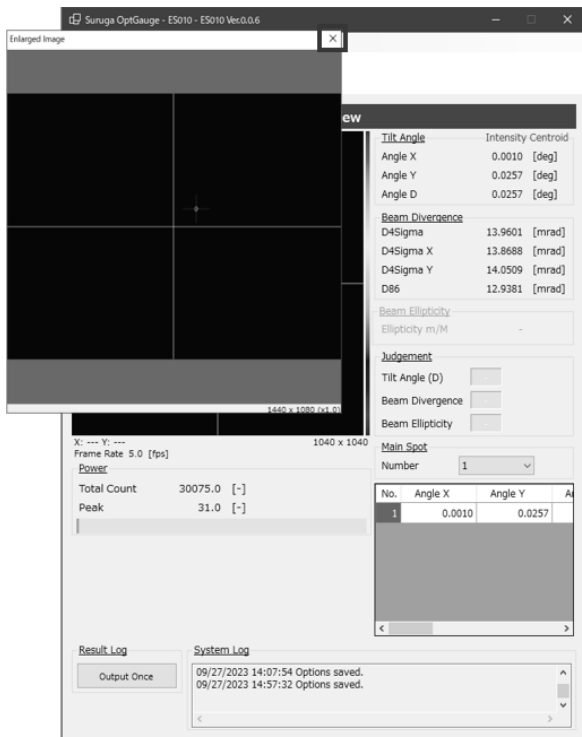 Suruga OptGauge - ES010 - ES010 Ver.0.0.6
Enlarged Image
ew
1440 x 1080 (x1.0)
X: --- Y: ---
1040 x 1040
Frame Rate 5.0 [fps]
Power
Total Count 30075.0 [-]
Peak 31.0 [-]
Tilt Angle Intensity Centroid
Angle X 0.0010 [deg]
Angle Y 0.0257 [deg]
Angle D 0.0257 [deg]
Beam Divergence
D4Sigma 13.9601 [mrad]
D4Sigma X 13.8688 [mrad]
D4Sigma Y 14.0509 [mrad]
D86 12.9381 [mrad]
Beam Ellipticity
Ellipticity m/M -
Judgement
Tilt Angle (D) -
Beam Divergence -
Beam Ellipticity -
Main Spot
Number 1
No. Angle X Angle Y A
1 0.0010 0.0257
Result Log
Output Once
System Log
09/27/2023 14:07:54 Options saved.
09/27/2023 14:57:32 Options saved.